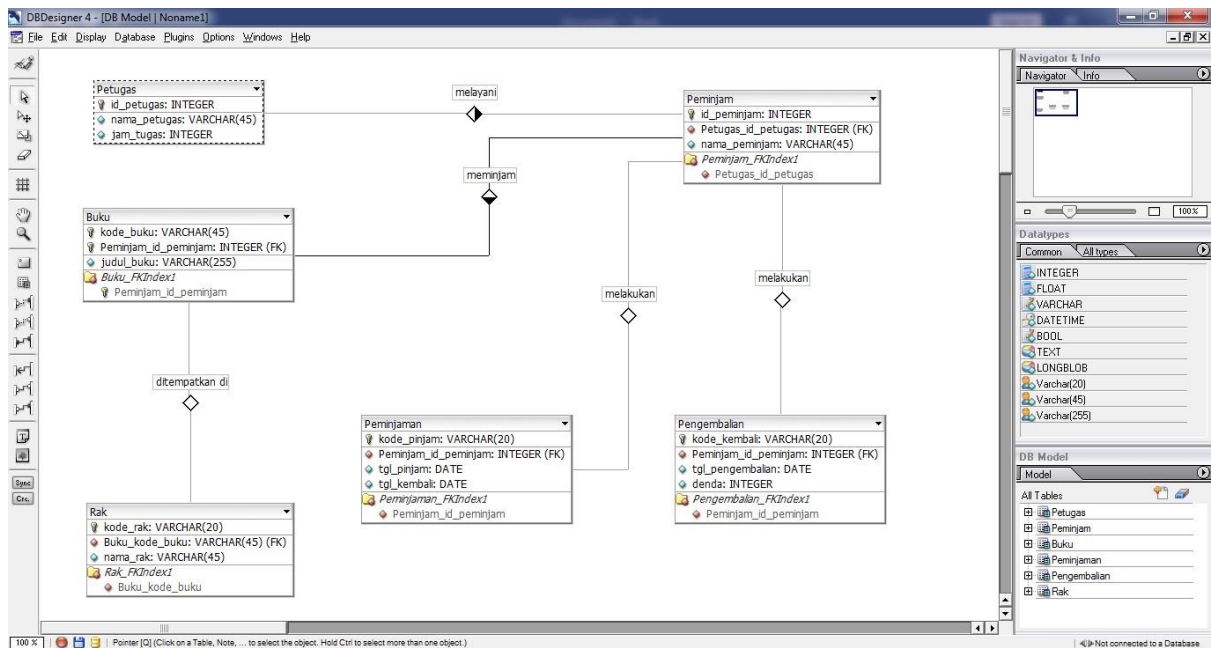 DBDesigner 4 - [DB Model | Noname1]
File Edit Display Database Plugins Options Windows Help
Petugas
id_petugas: INTEGER
nama_petugas: VARCHAR(45)
jam_tugas: INTEGER
melayani
Peminjam
id_peminjam: INTEGER
Petugas_id_petugas: INTEGER (FK)
nama_peminjam: VARCHAR(45)
Peminjam_FKIndex1
Petugas_id_petugas
meminjam
Buku
kode_buku: VARCHAR(45)
Peminjam_id_peminjam: INTEGER (FK)
judul_buku: VARCHAR(255)
Buku_FKIndex1
Peminjam_id_peminjam
melakukan
melakukan
ditempatkan di
Peminjaman
kode_pinjam: VARCHAR(20)
Peminjam_id_peminjam: INTEGER (FK)
tgl_pinjam: DATE
tgl_kembali: DATE
Peminjaman_FKIndex1
Peminjam_id_peminjam
Pengembalian
kode_kembali: VARCHAR(20)
Peminjam_id_peminjam: INTEGER (FK)
tgl_pengembalian: DATE
denda: INTEGER
Pengembalian_FKIndex1
Peminjam_id_peminjam
Rak
kode_rak: VARCHAR(20)
Buku_kode_buku: VARCHAR(45) (FK)
nama_rak: VARCHAR(45)
Rak_FKIndex1
Buku_kode_buku
Navigator & Info
Navigator Info
100%
Datatypes
Common All types
INTEGER
FLOAT
VARCHAR
DATETIME
BOOL
TEXT
LONGBLOB
Varchar(20)
Varchar(45)
Varchar(255)
DB Model
Model
All Tables
Petugas
Peminjam
Buku
Peminjaman
Pengembalian
Rak
Sync
100 % Pointer [Q] (Click on a Table, Note, ... to select the object. Hold Ctrl to select more than one object.)
Not connected to a Database